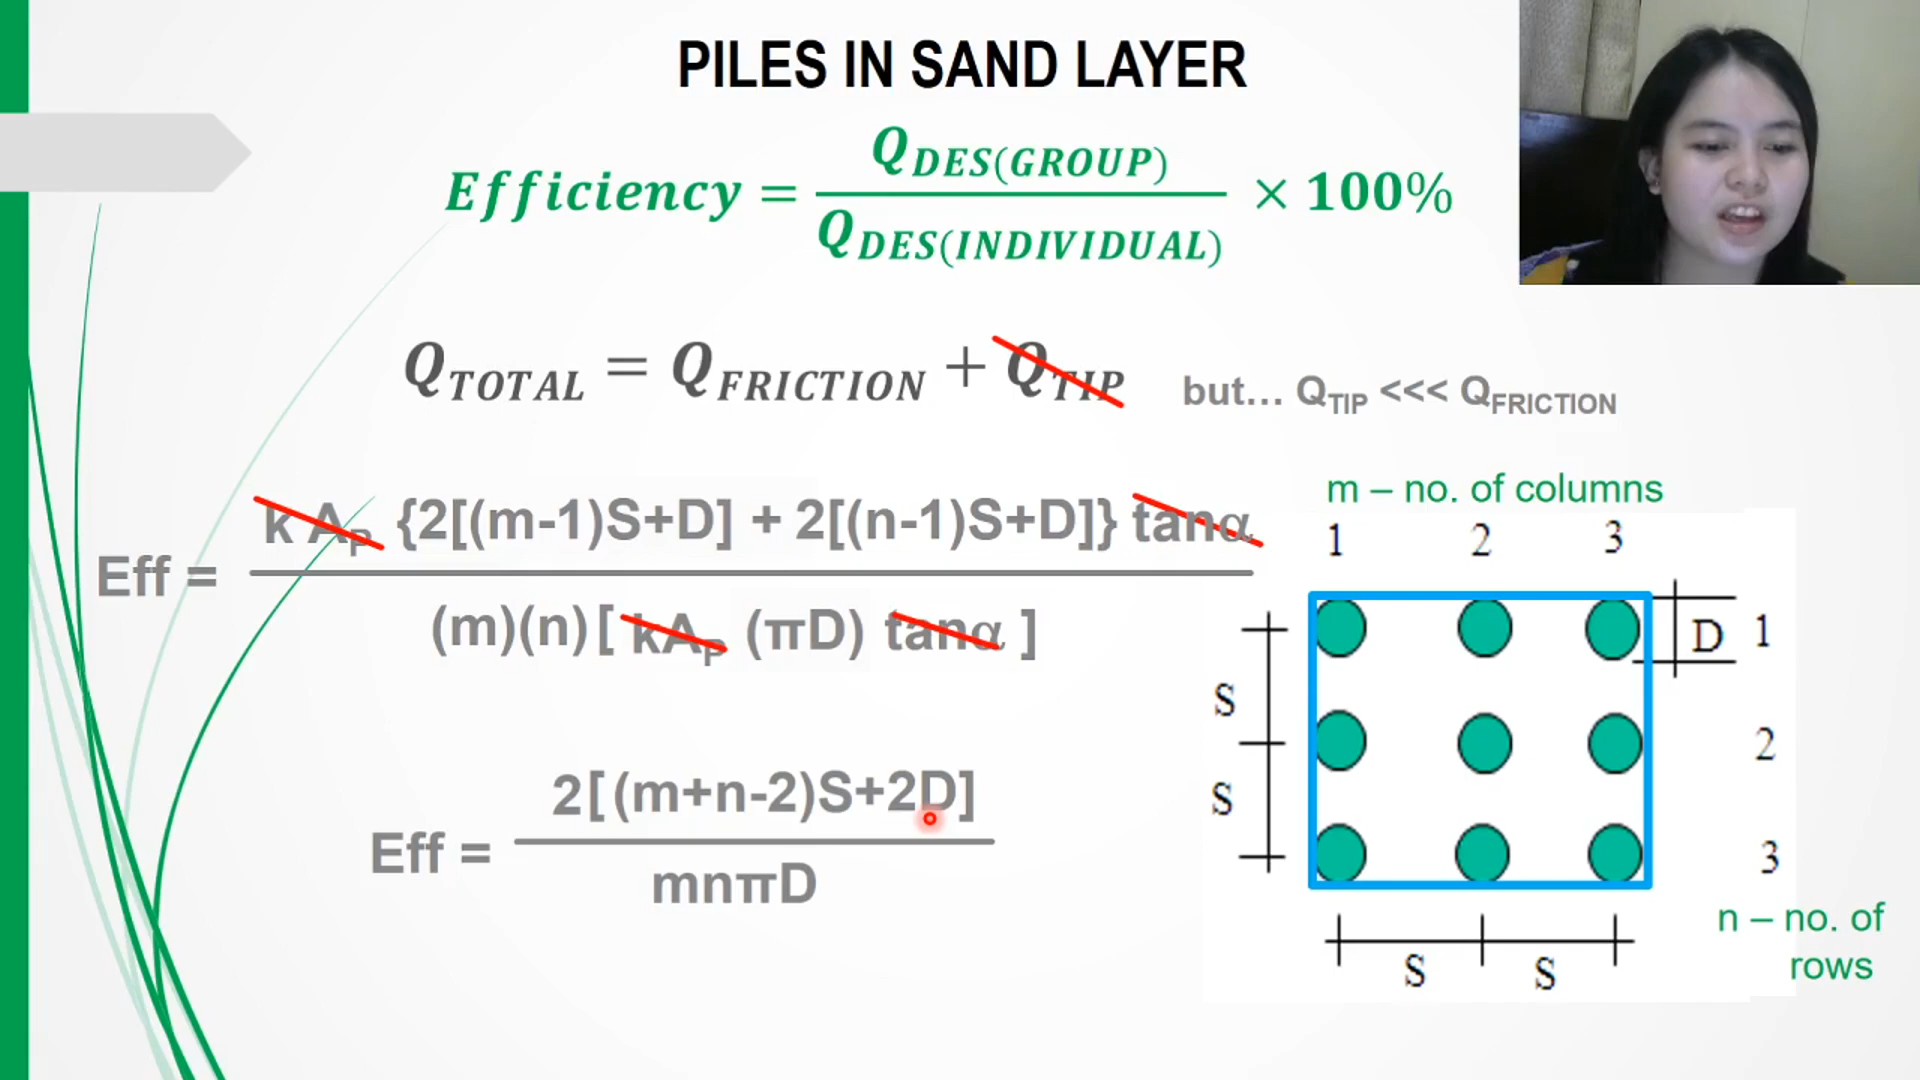 PILES IN SAND LAYER
Efficiency = Q_DES(GROUP) / Q_DES(INDIVIDUAL) × 100%
Q_TOTAL = Q_FRICTION + Q_TIP
but... Q_TIP <<< Q_FRICTION
Eff = k A_P {2[(m-1)S+D] + 2[(n-1)S+D]} tanα
(m)(n) [ kA_P (πD) tanα ]
Eff = 2[(m+n-2)S+2D]
mnπD
m – no. of columns
1 2 3
D 1
S
2
S
3
n – no. of
rows
S S